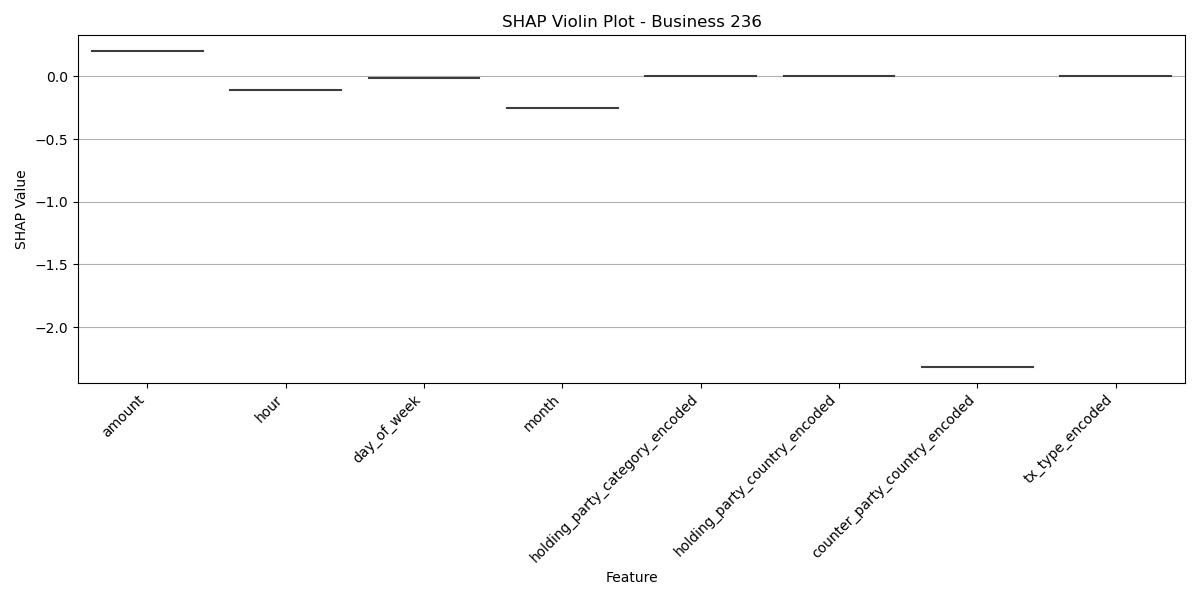 SHAP Violin Plot - Business 236
SHAP Value
0.0
−0.5
−1.0
−1.5
−2.0
amount
hour
day_of_week
month
holding_party_category_encoded
holding_party_country_encoded
counter_party_country_encoded
tx_type_encoded
Feature